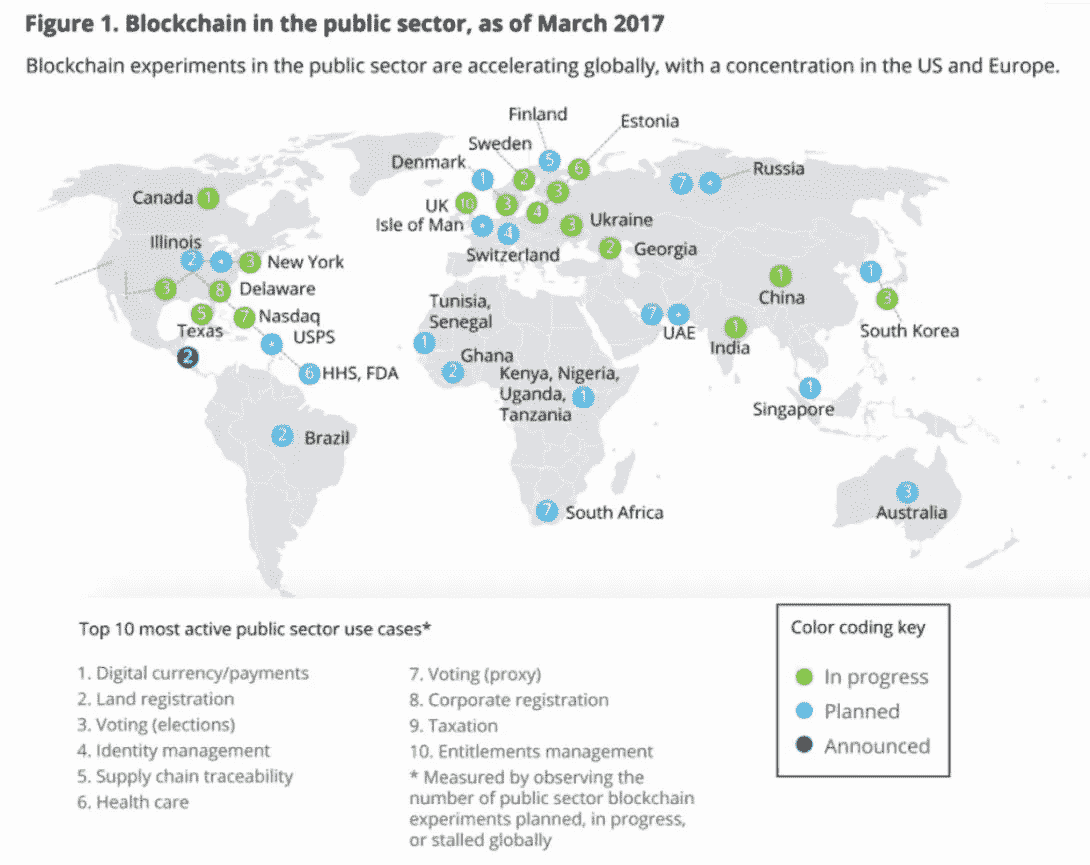 Figure 1. Blockchain in the public sector, as of March 2017
Blockchain experiments in the public sector are accelerating globally, with a concentration in the US and Europe.
Finland
5
Estonia
6
Sweden
2
Denmark
1
3
3
4
UK
10
Isle of Man
*
4
Switzerland
3
Ukraine
2
Georgia
7
*
Russia
Canada
1
Illinois
2
*
3
New York
3
8
Delaware
5
Texas
7
Nasdaq
*
USPS
2
6
HHS, FDA
2
Brazil
Tunisia,
Senegal
1
Ghana
2
Kenya, Nigeria,
Uganda,
Tanzania
1
7
South Africa
7
*
UAE
1
China
1
India
1
3
South Korea
1
Singapore
3
Australia
Top 10 most active public sector use cases*
1. Digital currency/payments
2. Land registration
3. Voting (elections)
4. Identity management
5. Supply chain traceability
6. Health care
7. Voting (proxy)
8. Corporate registration
9. Taxation
10. Entitlements management
* Measured by observing the
number of public sector blockchain
experiments planned, in progress,
or stalled globally
Color coding key
In progress
Planned
Announced